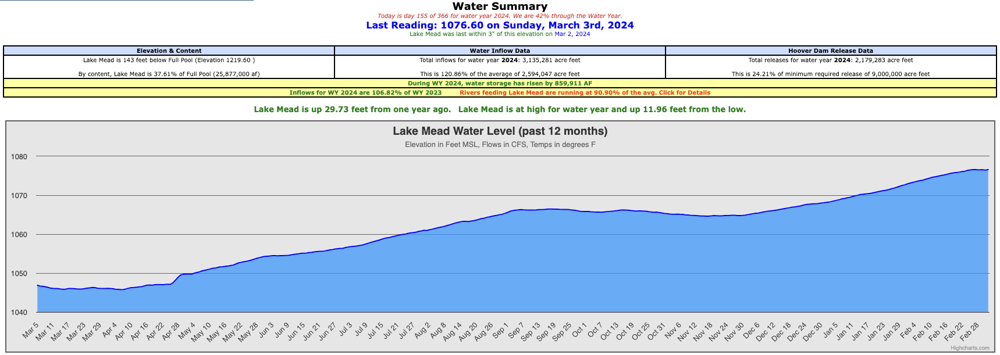 Water Summary
Today is day 155 of 366 for water year 2024. We are 42% through the Water Year.
Last Reading: 1076.60 on Sunday, March 3rd, 2024
Lake Mead was last within 3" of this elevation on Mar 2, 2024
Elevation & Content
Water Inflow Data
Hoover Dam Release Data
Lake Mead is 143 feet below Full Pool (Elevation 1219.60 )
Total inflows for water year 2024: 3,135,281 acre feet
Total releases for water year 2024: 2,179,283 acre feet
By content, Lake Mead is 37.61% of Full Pool (25,877,000 af)
This is 120.86% of the average of 2,594,047 acre feet
This is 24.21% of minimum required release of 9,000,000 acre feet
During WY 2024, water storage has risen by 859,911 AF
Inflows for WY 2024 are 106.82% of WY 2023 Rivers feeding Lake Mead are running at 90.90% of the avg. Click for Details
Lake Mead is up 29.73 feet from one year ago. Lake Mead is at high for water year and up 11.96 feet from the low.
Lake Mead Water Level (past 12 months)
Elevation in Feet MSL, Flows in CFS, Temps in degrees F
1080
1070
1060
1050
1040
Mar 5
Mar 11
Mar 17
Mar 23
Mar 29
Apr 4
Apr 10
Apr 16
Apr 22
Apr 28
May 4
May 10
May 16
May 22
May 28
Jun 3
Jun 9
Jun 15
Jun 21
Jun 27
Jul 3
Jul 9
Jul 15
Jul 21
Jul 27
Aug 2
Aug 8
Aug 14
Aug 20
Aug 26
Sep 1
Sep 7
Sep 13
Sep 19
Sep 25
Oct 1
Oct 7
Oct 13
Oct 19
Oct 25
Oct 31
Nov 6
Nov 12
Nov 18
Nov 24
Nov 30
Dec 6
Dec 12
Dec 18
Dec 24
Dec 30
Jan 5
Jan 11
Jan 17
Jan 23
Jan 29
Feb 4
Feb 10
Feb 16
Feb 22
Feb 28
Highcharts.com